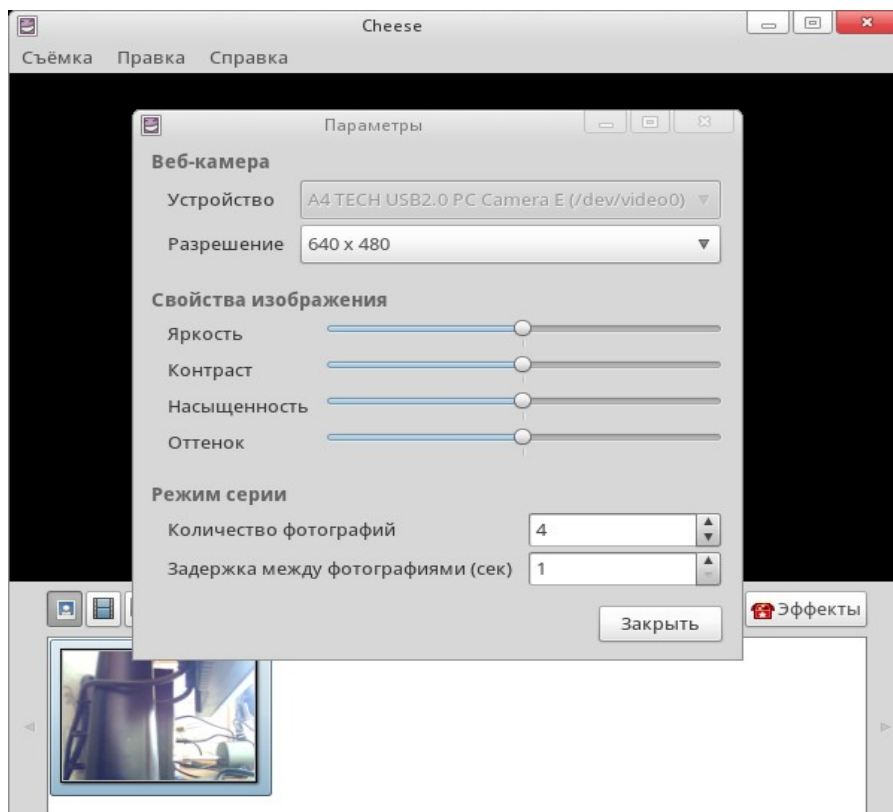 Cheese
Съёмка Правка Справка
Параметры
Веб-камера
Устройство A4 TECH USB2.0 PC Camera E (/dev/video0)
Разрешение 640 x 480
Свойства изображения
Яркость
Контраст
Насыщенность
Оттенок
Режим серии
Количество фотографий 4
Задержка между фотографиями (сек) 1
Закрыть
Эффекты